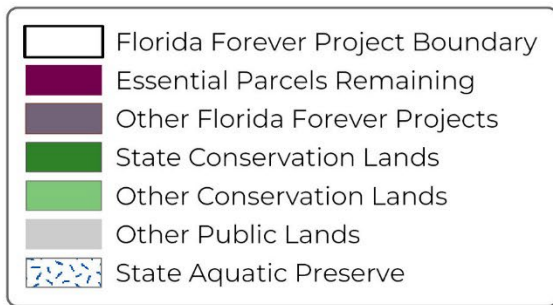 Florida Forever Project Boundary
Essential Parcels Remaining
Other Florida Forever Projects
State Conservation Lands
Other Conservation Lands
Other Public Lands
State Aquatic Preserve